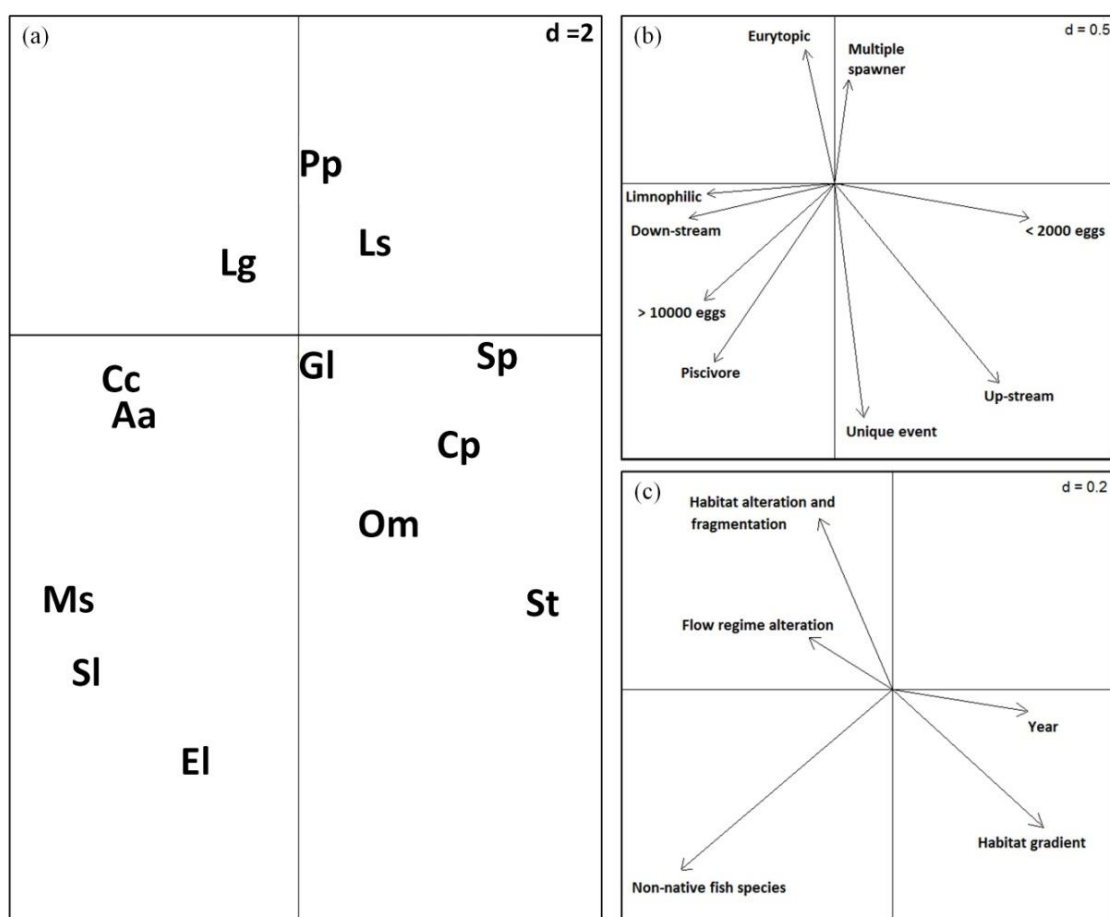 (a)
d =2
Pp
Ls
Lg
Gl
Sp
Cc
Aa
Cp
Om
Ms
St
Sl
El
(b)
d = 0.5
Eurytopic
Multiple
spawner
Limnophilic
Down-stream
< 2000 eggs
> 10000 eggs
Piscivore
Up-stream
Unique event
(c)
d = 0.2
Habitat alteration and
fragmentation
Flow regime alteration
Year
Habitat gradient
Non-native fish species